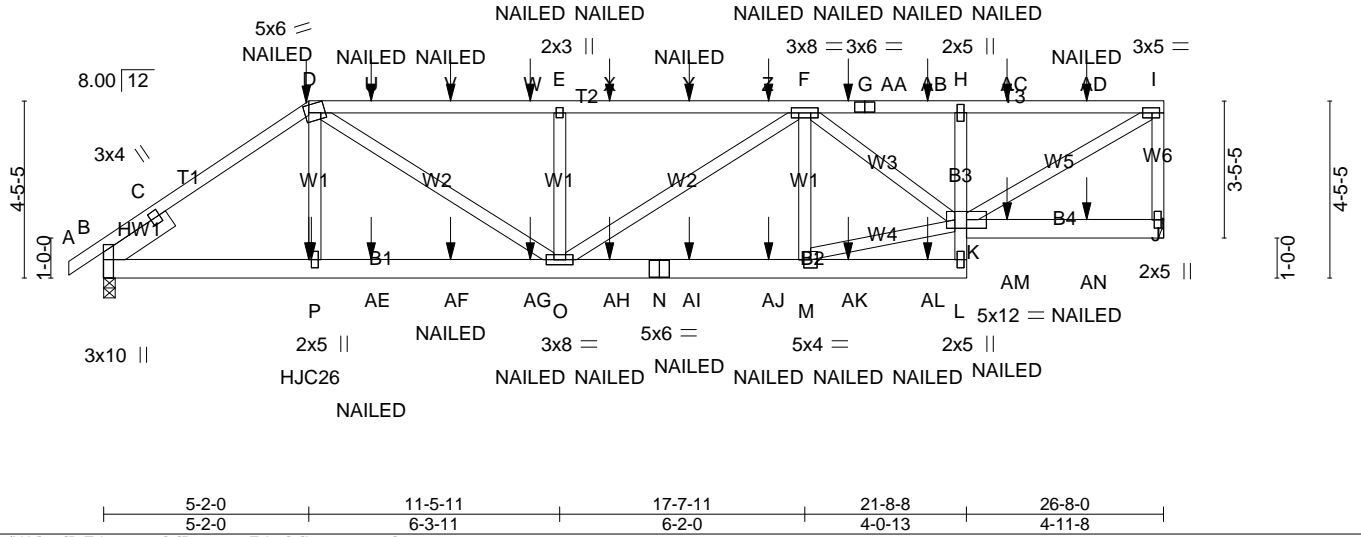 NAILED NAILED NAILED NAILED NAILED NAILED
5x6 =
NAILED NAILED NAILED 2x3 || NAILED 3x8 = 3x6 = 2x5 || NAILED 3x5 =
8.00 12
D U V W E X Y Z F G AA AB H AC AD I
T2 T3
3x4 \\
C T1 W1 W2 W1 W2 W1 W3 B3 W5 W6
4-5-5 3-5-5 4-5-5
A B HW1 W4 B4 J
1-0-0 B1 B2 K 1-0-0
P AE AF AG O AH N AI AJ M AK AL L AM AN
2x5 ||
5x12 = NAILED
NAILED 5x6 =
3x10 || 2x5 || 3x8 = 5x4 = 2x5 ||
HJC26 NAILED NAILED NAILED NAILED NAILED NAILED NAILED
NAILED
5-2-0 11-5-11 17-7-11 21-8-8 26-8-0
5-2-0 6-3-11 6-2-0 4-0-13 4-11-8